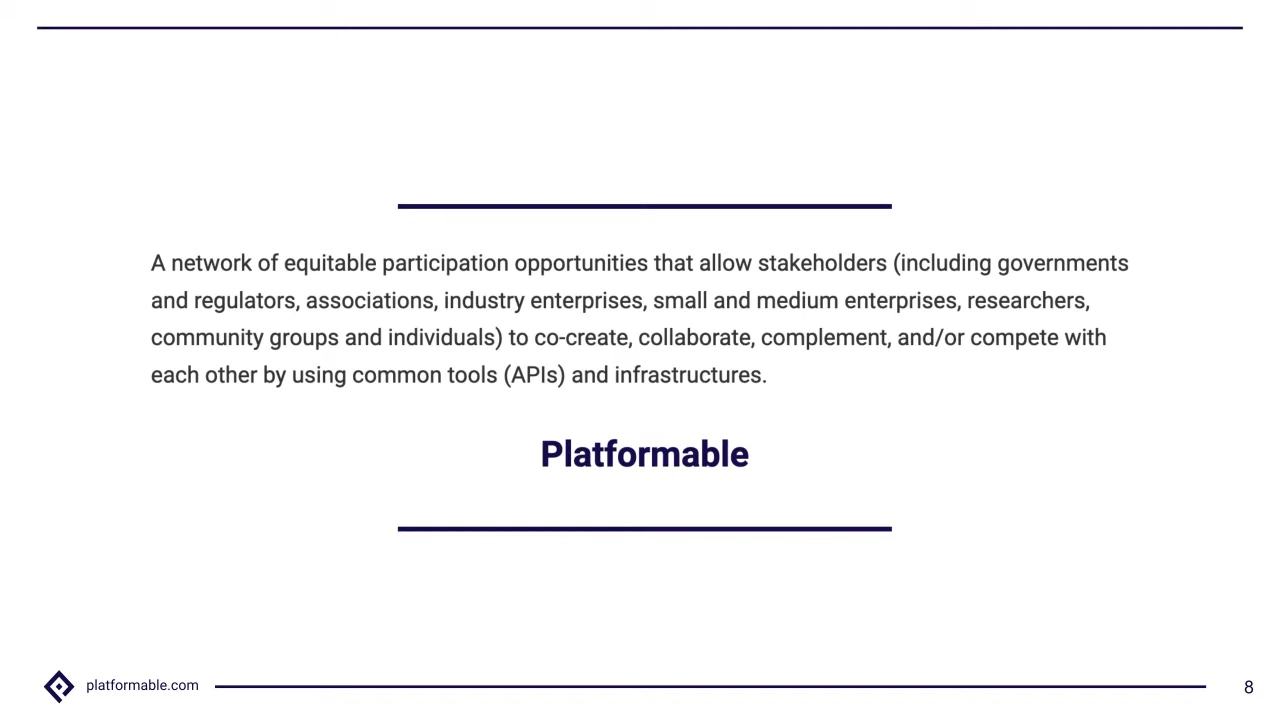 A network of equitable participation opportunities that allow stakeholders (including governments
and regulators, associations, industry enterprises, small and medium enterprises, researchers,
community groups and individuals) to co-create, collaborate, complement, and/or compete with
each other by using common tools (APIs) and infrastructures.
Platformable
platformable.com
8